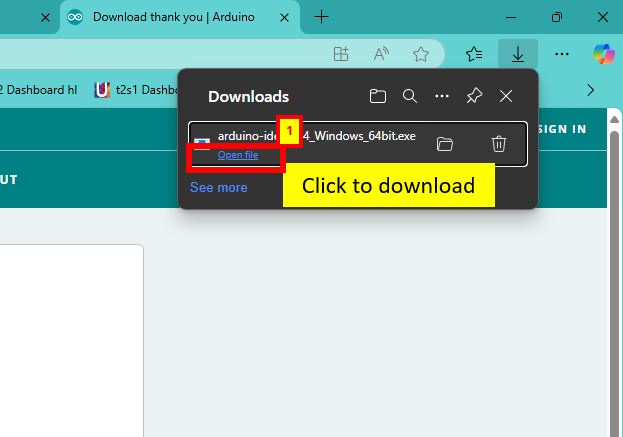 Download thank you | Arduino
2 Dashboard hl
t2s1 Dashbo
Downloads
arduino-ide 4_Windows_64bit.exe
1
Open file
See more
Click to download
SIGN IN
UT